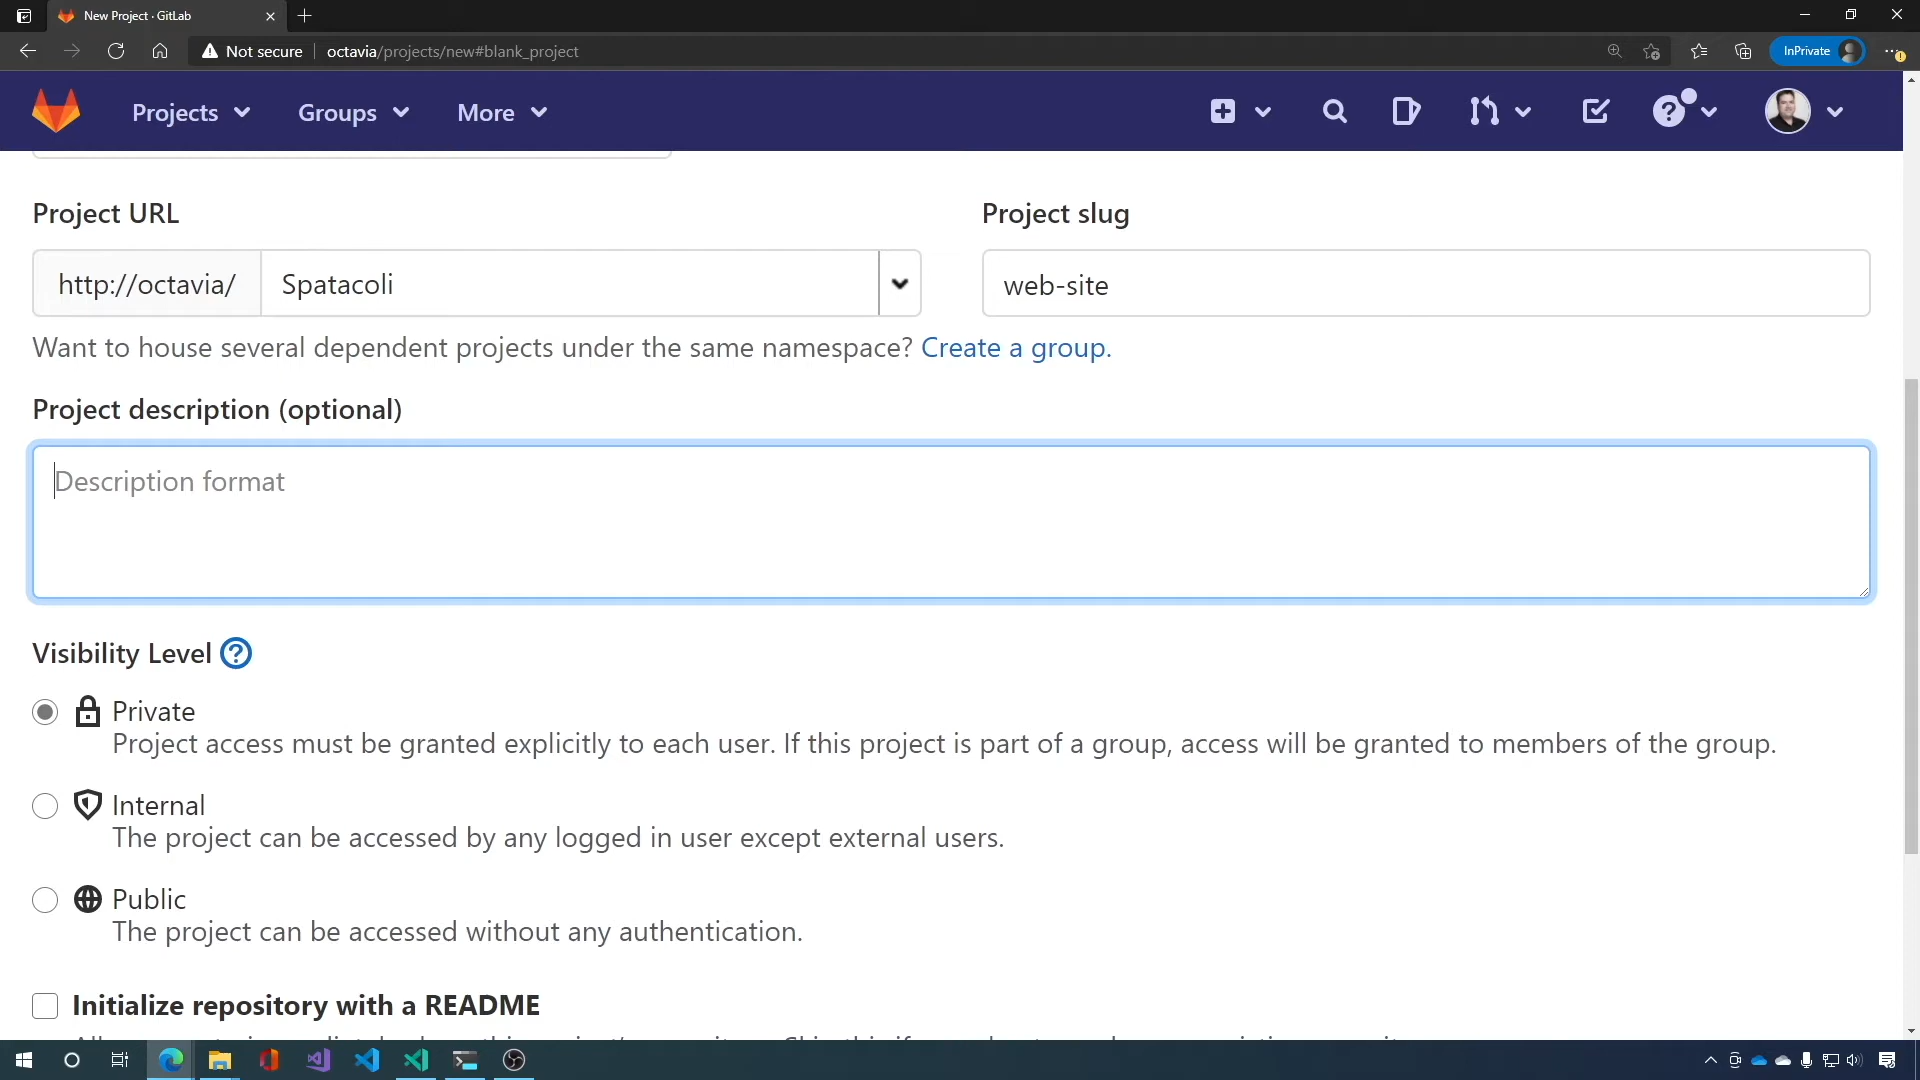 New Project · GitLab
Not secure
octavia/projects/new#blank_project
InPrivate
Projects
Groups
More
Project URL
Project slug
http://octavia/
Spatacoli
web-site
Want to house several dependent projects under the same namespace? Create a group.
Project description (optional)
Description format
Visibility Level
Private
Project access must be granted explicitly to each user. If this project is part of a group, access will be granted to members of the group.
Internal
The project can be accessed by any logged in user except external users.
Public
The project can be accessed without any authentication.
Initialize repository with a README